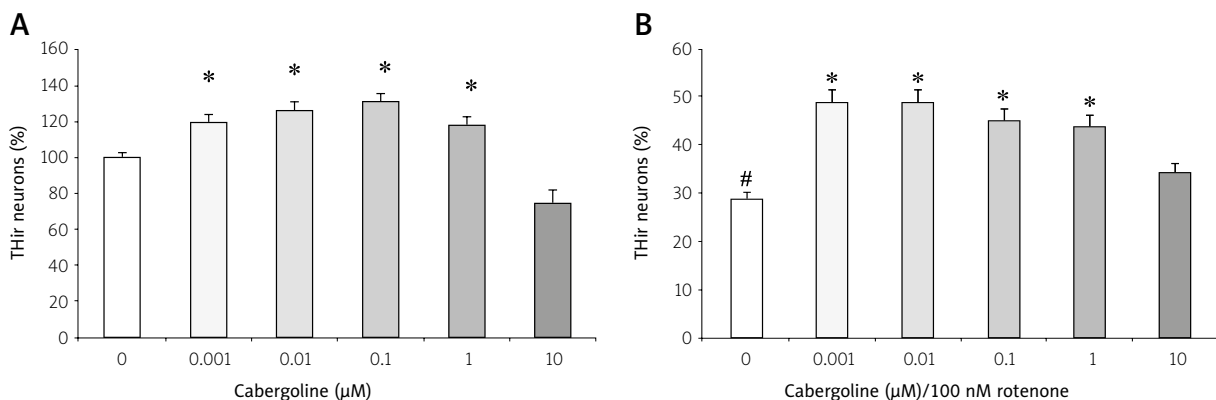 A
THir neurons (%)
160
140
120
100
80
60
40
20
0
* * * *
0 0.001 0.01 0.1 1 10
Cabergoline (µM)
B
THir neurons (%)
60
50
40
30
20
10
0
# * * * *
0 0.001 0.01 0.1 1 10
Cabergoline (µM)/100 nM rotenone